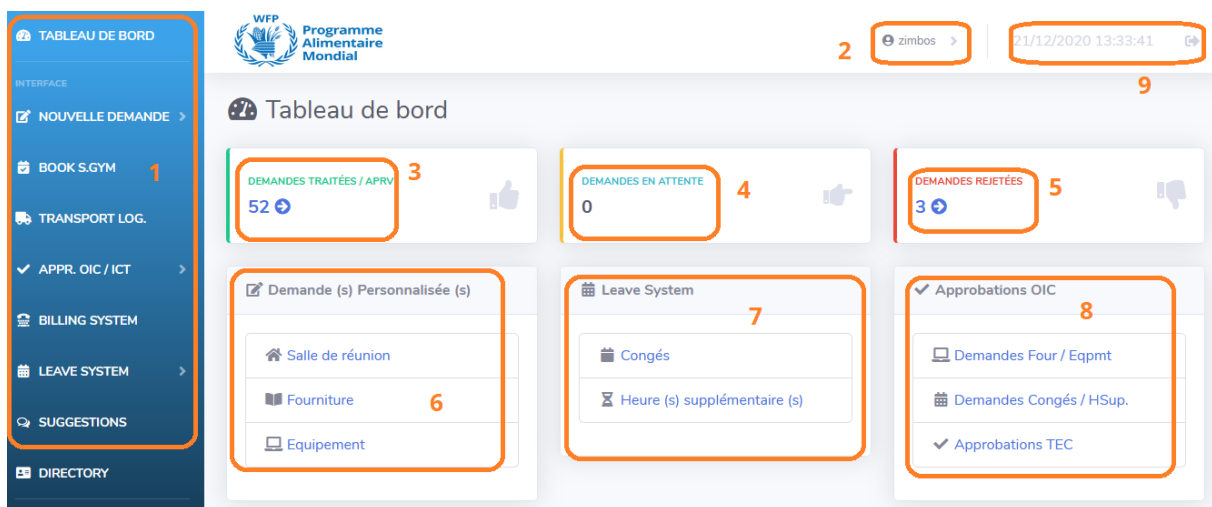 TABLEAU DE BORD
INTERFACE
NOUVELLE DEMANDE
BOOK S.GYM
1
TRANSPORT LOG.
APPR. OIC / ICT
BILLING SYSTEM
LEAVE SYSTEM
SUGGESTIONS
DIRECTORY
WFP
Programme
Alimentaire
Mondial
2
zimbos
21/12/2020 13:33:41
9
Tableau de bord
DEMANDES TRAITÉES / APRV
52
3
DEMANDES EN ATTENTE
0
4
DEMANDES REJETÉES
3
5
Demande (s) Personnalisée (s)
Salle de réunion
Fourniture
6
Equipement
Leave System
7
Congés
Heure (s) supplémentaire (s)
Approbations OIC
8
Demandes Four / Eqpmt
Demandes Congés / HSup.
Approbations TEC